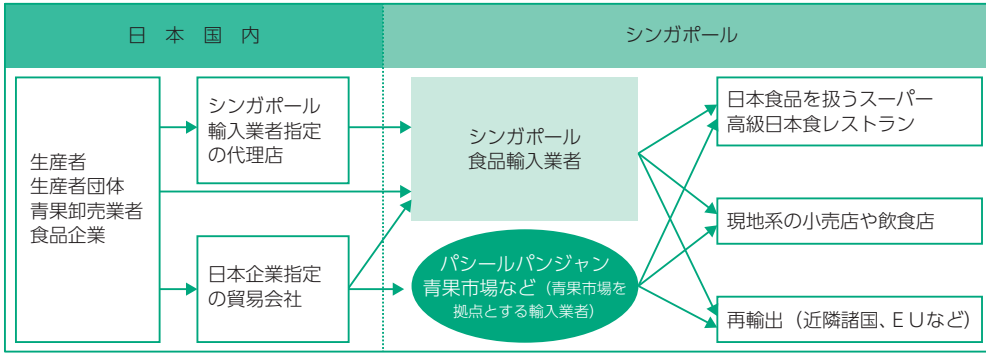 日本国内
シンガポール
生産者
生産者団体
青果卸売業者
食品企業
シンガポール
輸入業者指定
の代理店
日本企業指定
の貿易会社
シンガポール
食品輸入業者
パシールパンジャン
青果市場など（青果市場を
拠点とする輸入業者）
日本食品を扱うスーパー
高級日本食レストラン
現地系の小売店や飲食店
再輸出（近隣諸国、ＥＵなど）